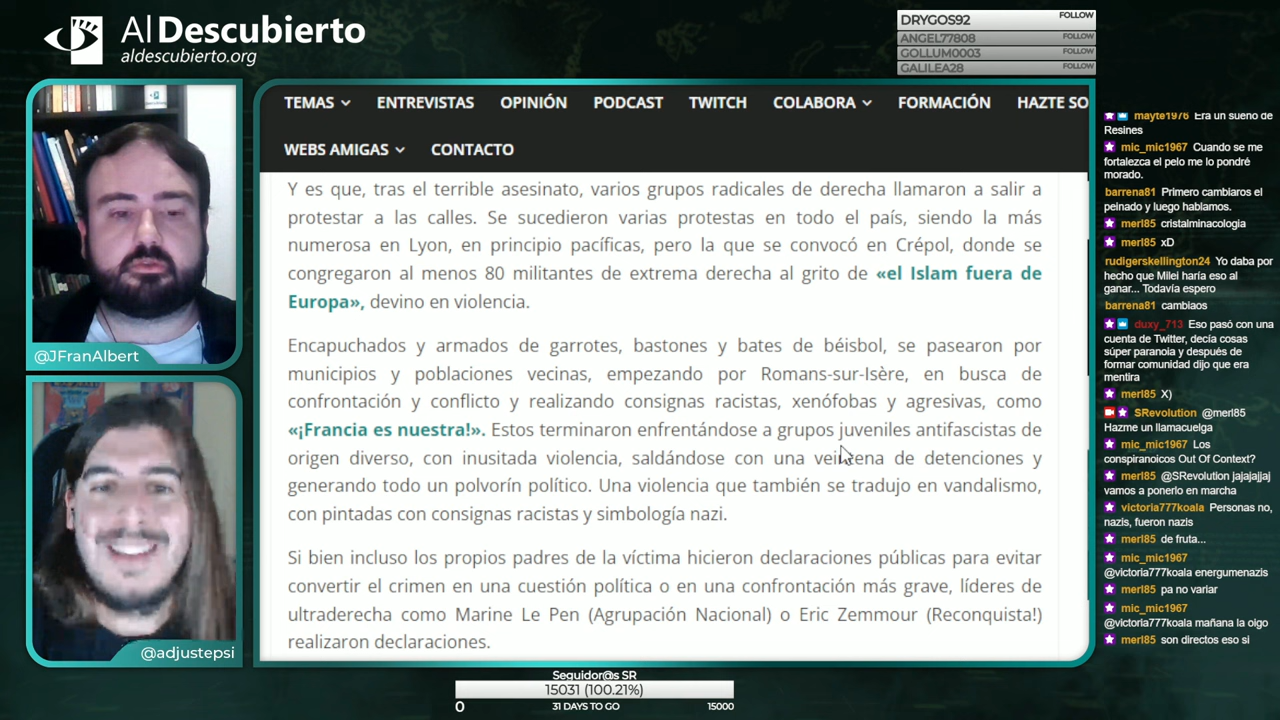 Al Descubierto
aldescubierto.org
DRYGOS92 FOLLOW
ANGEL77808 FOLLOW
GOLLUM0003 FOLLOW
GALILEA28 FOLLOW
TEMAS ENTREVISTAS OPINIÓN PODCAST TWITCH COLABORA FORMACIÓN HAZTE SO
WEBS AMIGAS CONTACTO
Y es que, tras el terrible asesinato, varios grupos radicales de derecha llamaron a salir a
protestar a las calles. Se sucedieron varias protestas en todo el país, siendo la más
numerosa en Lyon, en principio pacíficas, pero la que se convocó en Crépol, donde se
congregaron al menos 80 militantes de extrema derecha al grito de «el Islam fuera de
Europa», devino en violencia.
Encapuchados y armados de garrotes, bastones y bates de béisbol, se pasearon por
municipios y poblaciones vecinas, empezando por Romans-sur-Isère, en busca de
confrontación y conflicto y realizando consignas racistas, xenófobas y agresivas, como
«¡Francia es nuestra!». Estos terminaron enfrentándose a grupos juveniles antifascistas de
origen diverso, con inusitada violencia, saldándose con una veintena de detenciones y
generando todo un polvorín político. Una violencia que también se tradujo en vandalismo,
con pintadas con consignas racistas y simbología nazi.
Si bien incluso los propios padres de la víctima hicieron declaraciones públicas para evitar
convertir el crimen en una cuestión política o en una confrontación más grave, líderes de
ultraderecha como Marine Le Pen (Agrupación Nacional) o Eric Zemmour (Reconquista!)
realizaron declaraciones.
@JFranAlbert
@adjustepsi
mayte1976 Era un sueño de
Resines
mic_mic1967 Cuando se me
fortalezca el pelo me lo pondré
morado.
barrena81 Primero cambiaros el
peinado y luego hablamos.
merl85 cristalminacologia
merl85 xD
rudigerskellington24 Yo daba por
hecho que Milei haría eso al
ganar... Todavía espero
barrena81 cambiaos
duxy_713 Eso pasó con una
cuenta de Twitter, decía cosas
súper paranoia y después de
formar comunidad dijo que era
mentira
merl85 X)
SRevolution @merl85
Hazme un llamacuelga
mic_mic1967 Los
conspiranoicos Out Of Context?
merl85 @SRevolution jajajajjaj
vamos a ponerlo en marcha
victoria777koala Personas no,
nazis, fueron nazis
merl85 de fruta...
mic_mic1967
@victoria777koala energumenazis
merl85 pa no variar
mic_mic1967
@victoria777koala mañana la oigo
merl85 son directos eso si
Seguidor@s SR
15031 (100.21%)
0 31 DAYS TO GO 15000